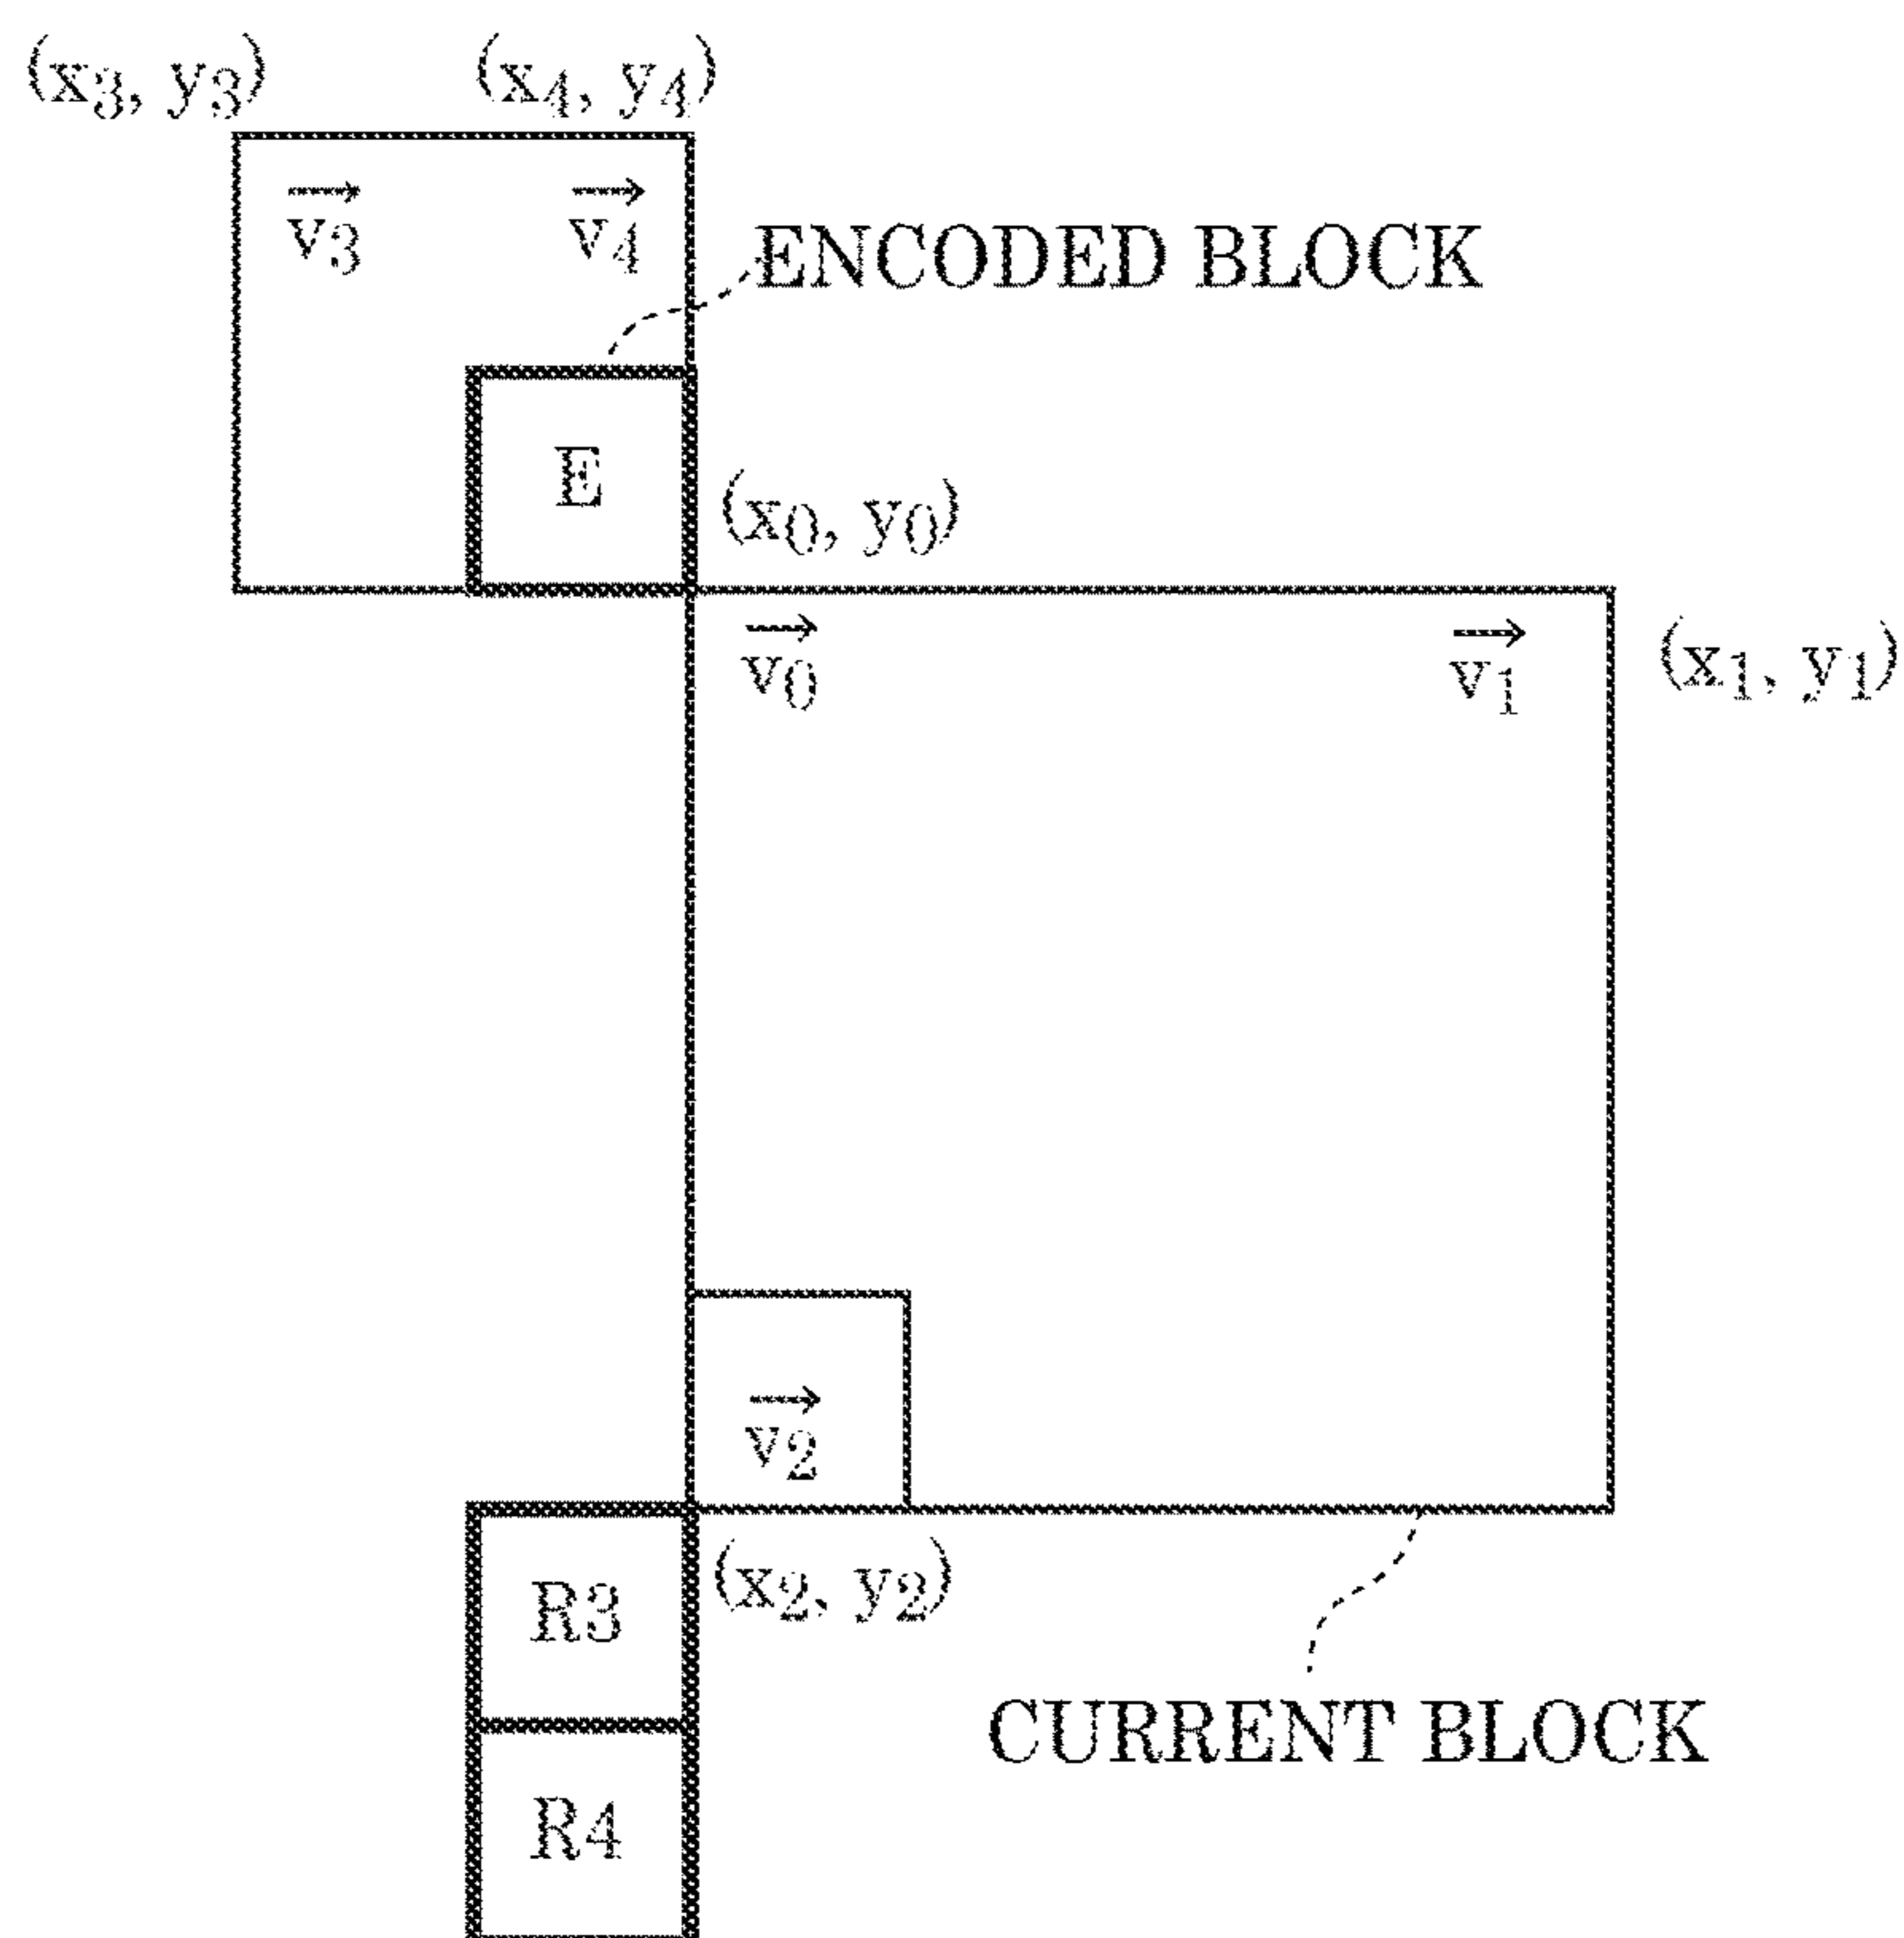 (x3, y3) (x4, y4)
v3 v4
ENCODED BLOCK
E
(x0, y0)
v0 v1
(x1, y1)
v2
R3
(x2, y2)
CURRENT BLOCK
R4